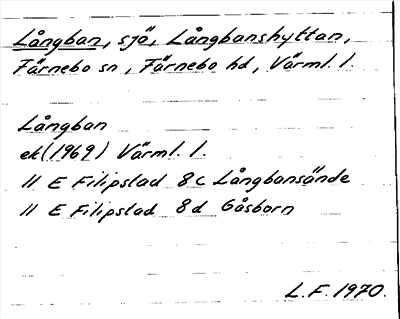 Långban, sjö, Långbanshyttan,
Färnebo sn, Färnebo hd, Värml. l.
Långban
ek (1969) Värml. l.
11 E Filipstad 8c Långbansände
11 E Filipstad 8d Gåsborn
L.F. 1970.